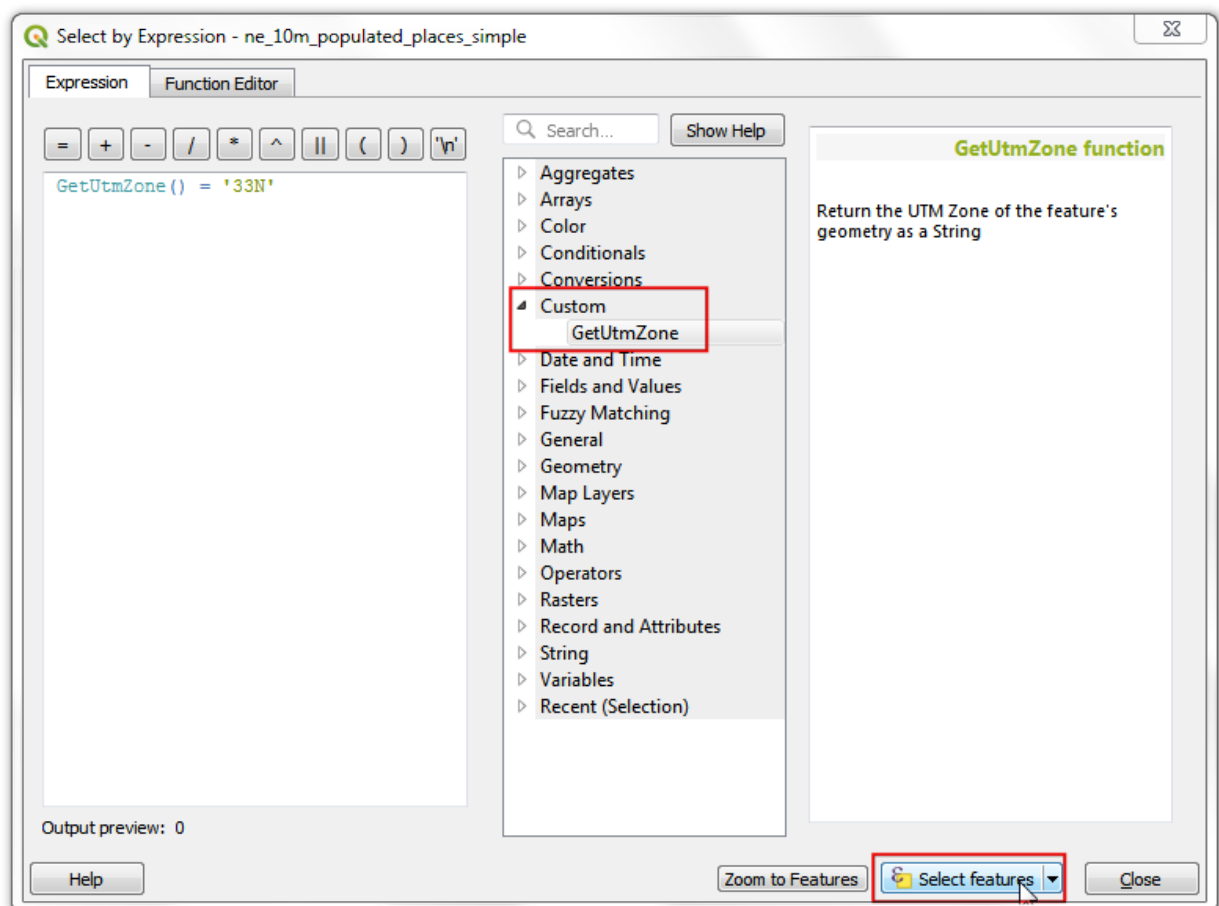 Select by Expression - ne_10m_populated_places_simple
Expression
Function Editor
= + - / * ^ || ( ) '\n'
Search...
Show Help
GetUtmZone() = '33N'
Aggregates
Arrays
Color
Conditionals
Conversions
Custom
GetUtmZone
Date and Time
Fields and Values
Fuzzy Matching
General
Geometry
Map Layers
Maps
Math
Operators
Rasters
Record and Attributes
String
Variables
Recent (Selection)
GetUtmZone function
Return the UTM Zone of the feature's
geometry as a String
Output preview: 0
Help
Zoom to Features
Select features
Close